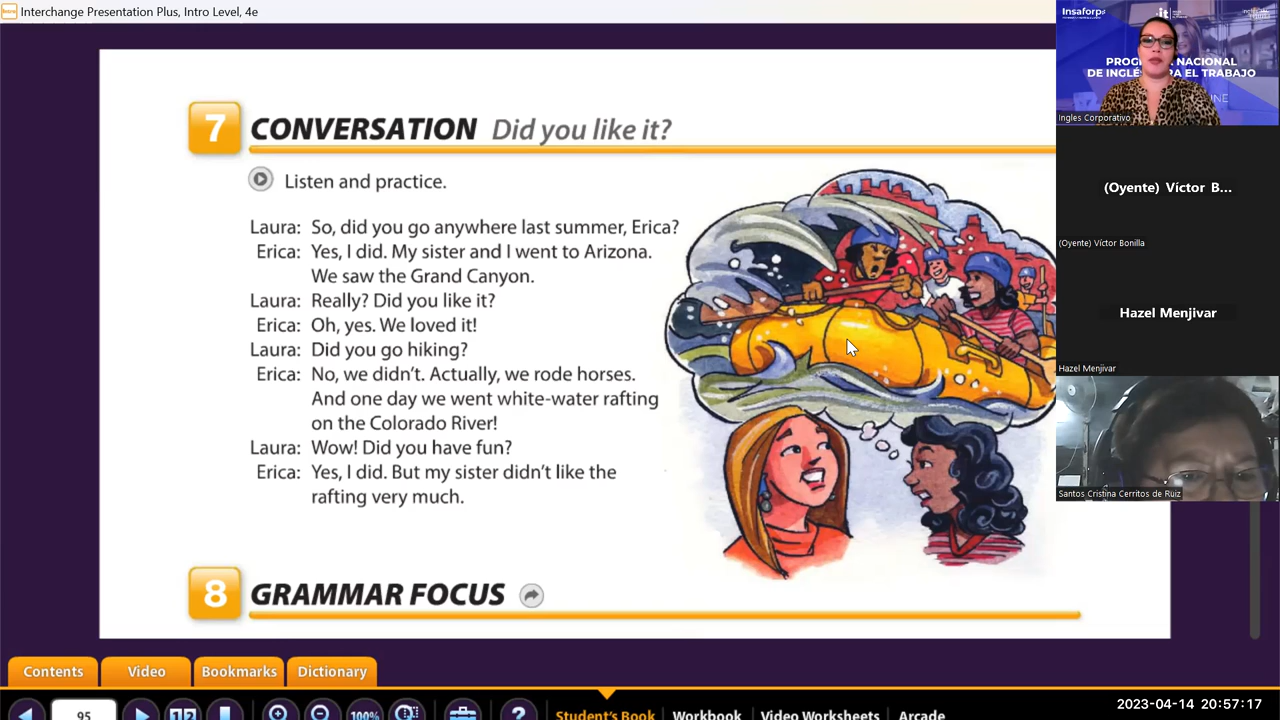 Interchange Presentation Plus, Intro Level, 4e
7 CONVERSATION Did you like it?
Listen and practice.
Laura: So, did you go anywhere last summer, Erica?
Erica: Yes, I did. My sister and I went to Arizona.
We saw the Grand Canyon.
Laura: Really? Did you like it?
Erica: Oh, yes. We loved it!
Laura: Did you go hiking?
Erica: No, we didn't. Actually, we rode horses.
And one day we went white-water rafting
on the Colorado River!
Laura: Wow! Did you have fun?
Erica: Yes, I did. But my sister didn't like the
rafting very much.
8 GRAMMAR FOCUS
Contents Video Bookmarks Dictionary
95 1 2 100% ? Student's Book Workbook Video Worksheets Arcade
Insaforp
NACIONAL
DE INGLÉS TRABAJO
Ingles Corporativo
(Oyente) Víctor B...
(Oyente) Víctor Bonilla
Hazel Menjivar
Hazel Menjivar
Santos Cristina Cerritos de Ruiz
2023-04-14 20:57:17